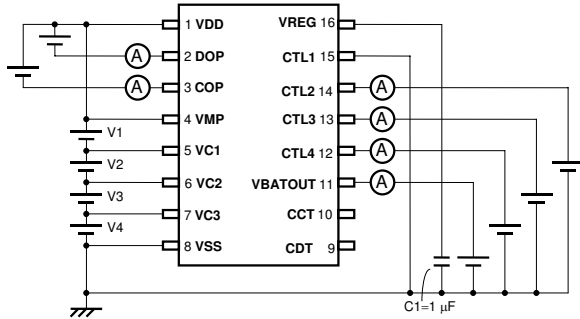 1 VDD
VREG 16
2 DOP
CTL1 15
A
3 COP
CTL2 14
A
A
4 VMP
CTL3 13
A
V1
5 VC1
CTL4 12
A
V2
6 VC2
VBATOUT 11
A
V3
7 VC3
CCT 10
V4
8 VSS
CDT 9
C1=1 μF